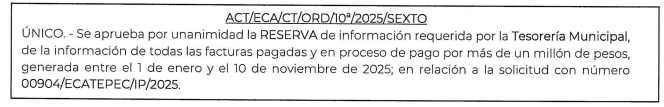 ACT/ECA/CT/ORD/10ª/2025/SEXTO
ÚNICO. - Se aprueba por unanimidad la RESERVA de información requerida por la Tesorería Municipal,
de la información de todas las facturas pagadas y en proceso de pago por más de un millón de pesos,
generada entre el 1 de enero y el 10 de noviembre de 2025; en relación a la solicitud con número
00904/ECATEPEC/IP/2025.